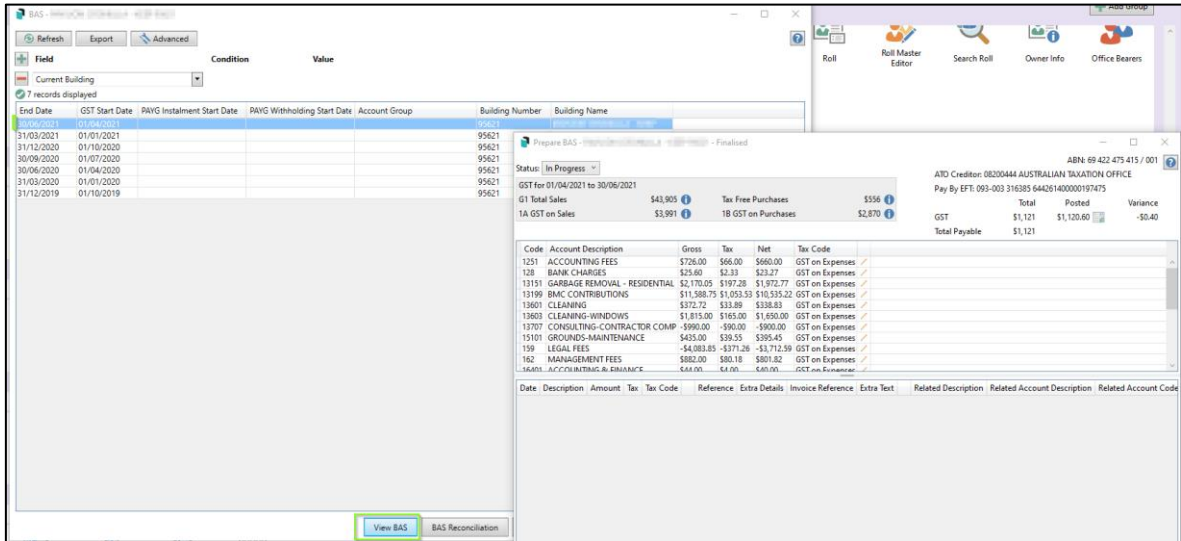 BAS -
Refresh Export Advanced
Field Condition Value
Current Building
7 records displayed
End Date GST Start Date PAYG Instalment Start Date PAYG Withholding Start Date Account Group Building Number Building Name
30/06/2021 01/04/2021 95621
31/03/2021 01/01/2021 95621
31/12/2020 01/10/2020 95621
30/09/2020 01/07/2020 95621
30/06/2020 01/04/2020 95621
31/03/2020 01/01/2020 95621
31/12/2019 01/10/2019 95621
View BAS BAS Reconciliation
Add Group
Roll Roll Master Editor Search Roll Owner Info Office Bearers
Prepare BAS - - Finalised
Status: In Progress
ABN: 69 422 475 415 / 001
ATO Creditor: 08200444 AUSTRALIAN TAXATION OFFICE
Pay By EFT: 093-003 316385 644261400000197475
GST for 01/04/2021 to 30/06/2021
G1 Total Sales $43,905 Tax Free Purchases $556
1A GST on Sales $3,991 1B GST on Purchases $2,870
Total Posted Variance
GST $1,121 $1,120.60 -$0.40
Total Payable $1,121
Code Account Description Gross Tax Net Tax Code
1251 ACCOUNTING FEES $726.00 $66.00 $660.00 GST on Expenses
128 BANK CHARGES $25.60 $2.33 $23.27 GST on Expenses
13151 GARBAGE REMOVAL - RESIDENTIAL $2,170.05 $197.28 $1,972.77 GST on Expenses
13199 BMC CONTRIBUTIONS $11,588.75 $1,053.53 $10,535.22 GST on Expenses
13601 CLEANING $372.72 $33.89 $338.83 GST on Expenses
13603 CLEANING-WINDOWS $1,815.00 $165.00 $1,650.00 GST on Expenses
13707 CONSULTING-CONTRACTOR COMP -$990.00 -$90.00 -$900.00 GST on Expenses
15101 GROUNDS-MAINTENANCE $435.00 $39.55 $395.45 GST on Expenses
159 LEGAL FEES -$4,083.85 -$371.26 -$3,712.59 GST on Expenses
162 MANAGEMENT FEES $882.00 $80.18 $801.82 GST on Expenses
16401 ACCOUNTING & FINANCE $44.00 $4.00 $40.00 GST on Expenses
Date Description Amount Tax Tax Code Reference Extra Details Invoice Reference Extra Text Related Description Related Account Description Related Account Code